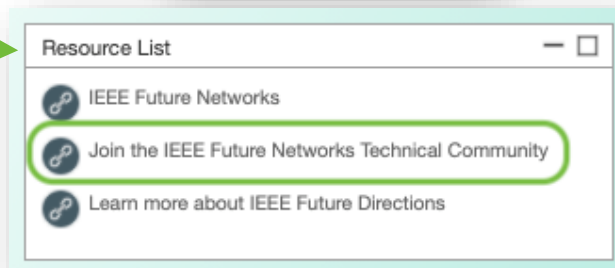 Resource List
IEEE Future Networks
Join the IEEE Future Networks Technical Community
Learn more about IEEE Future Directions